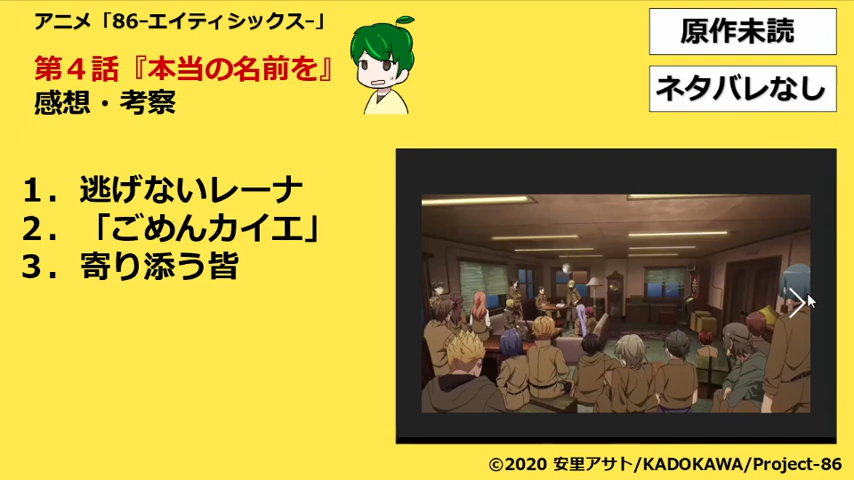 アニメ「86-エイティシックス-」
第４話『本当の名前を』
感想・考察
原作未読
ネタバレなし
１．逃げないレーナ
２．「ごめんカイエ」
３．寄り添う皆
©2020 安里アサト/KADOKAWA/Project-86